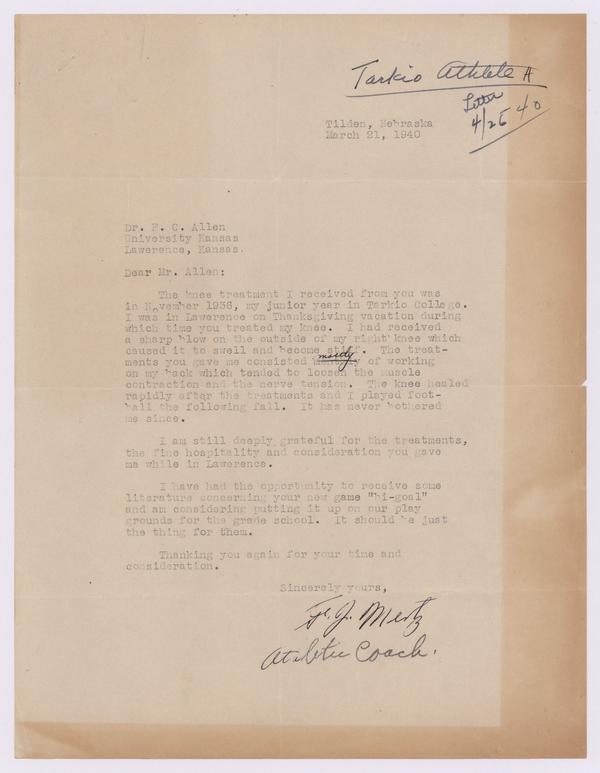 Tarkio Athlete A
Letter
4/25 40
Tilden, Nebraska
March 21, 1940
Dr. F. C. Allen
University Kansas
Lawerence, Kansas.
Dear Mr. Allen:
The knee treatment I received from you was
in November 1936, my junior year in Tarkio College.
I was in Lawerence on Thanksgiving vacation during
which time you treated my knee. I had received
a sharp blow on the outside of my right knee which
caused it to swell and become stiff. The treat-
ments you gave me consisted mostly of working
on my back which tended to loosen the muscle
contraction and the nerve tension. The knee healed
rapidly after the treatments and I played foot-
ball the following fall. It has never bothered
me since.
I am still deeply grateful for the treatments,
the fine hospitality and consideration you gave
me while in Lawerence.
I have had the opportunity to receive some
literature concerning your new game "bi-goal"
and am considering putting it up on our play
grounds for the grade school. It should be just
the thing for them.
Thanking you again for your time and
consideration.
Sincerely yours,
J. Mertz
Athletic Coach.